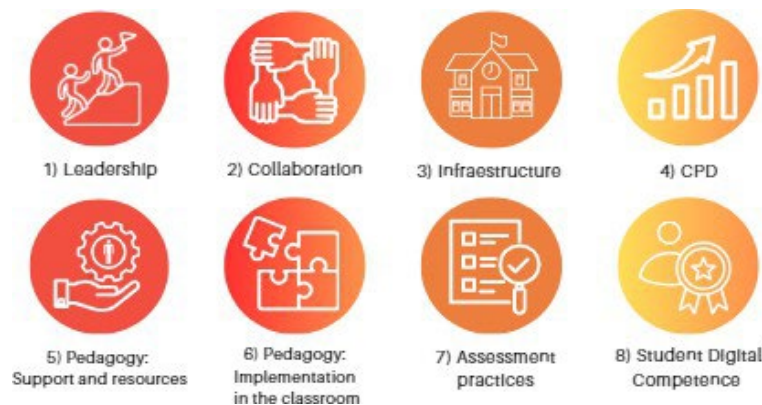 1) Leadership
2) Collaboration
3) Infraestructure
4) CPD
5) Pedagogy:
Support and resources
6) Pedagogy:
Implementation
in the classroom
7) Assessment
practices
8) Student Digital
Competence